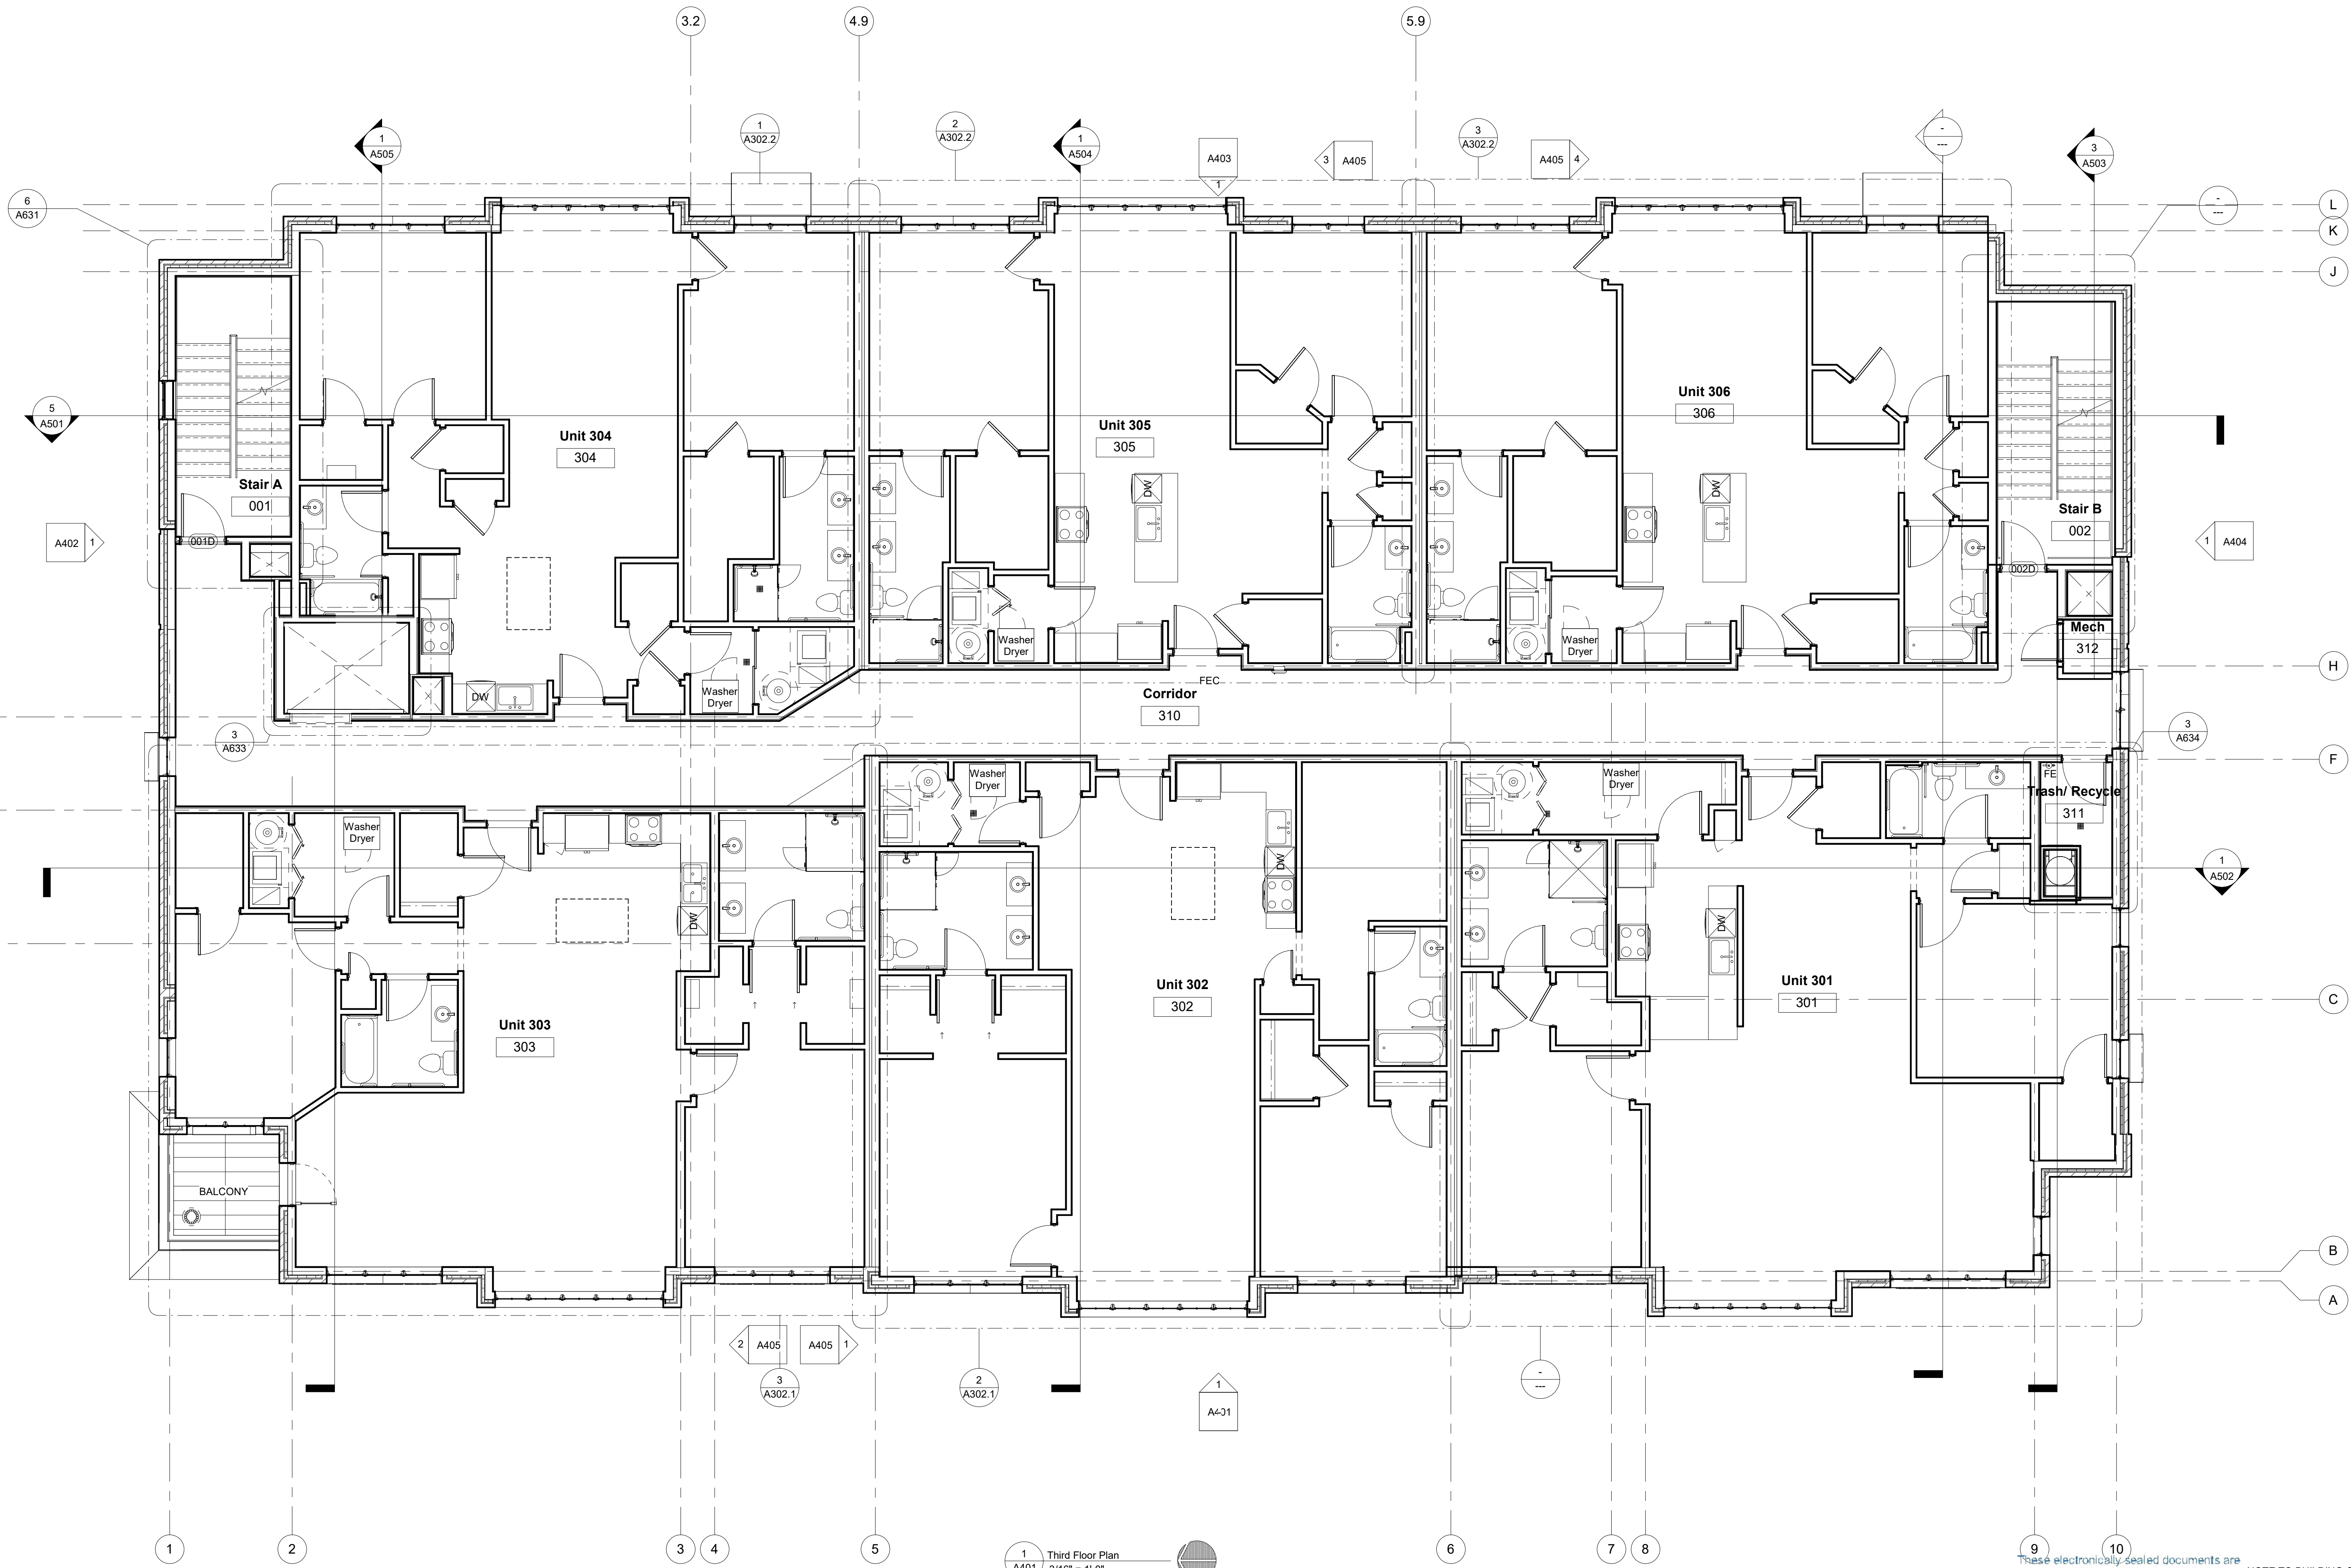 3.2
4.9
5.9
1
A505
1
A302.2
2
A302.2
1
A504
A403
1
3
A405
3
A302.2
A405
4
-
---
3
A503
6
A631
-
---
L
K
J
5
A501
Unit 304
304
Unit 305
305
Unit 306
306
Stair A
001
001D
DW
DW
Stair B
002
002D
A402
1
1
A404
Washer
Dryer
Washer
Dryer
Mech
312
H
DW
Washer
Dryer
FEC
Corridor
310
3
A633
3
A634
F
Washer
Dryer
Washer
Dryer
FE
Trash/ Recycle
311
Washer
Dryer
DW
DW
DW
1
A502
Unit 302
302
Unit 301
301
C
Unit 303
303
BALCONY
B
A
2
A405
A405
1
3
A302.1
2
A302.1
1
A401
-
---
1
2
3
4
5
6
7
8
9
10
1
Third Floor Plan
These electronically sealed documents are